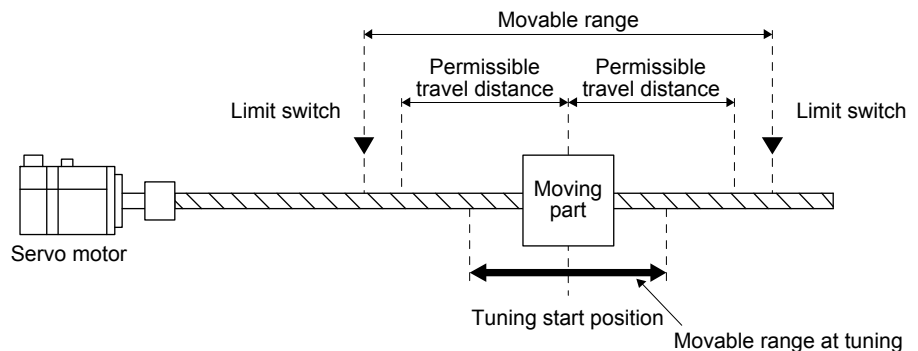 Movable range
Permissible
travel distance
Permissible
travel distance
Limit switch
Limit switch
Moving
part
Servo motor
Tuning start position
Movable range at tuning